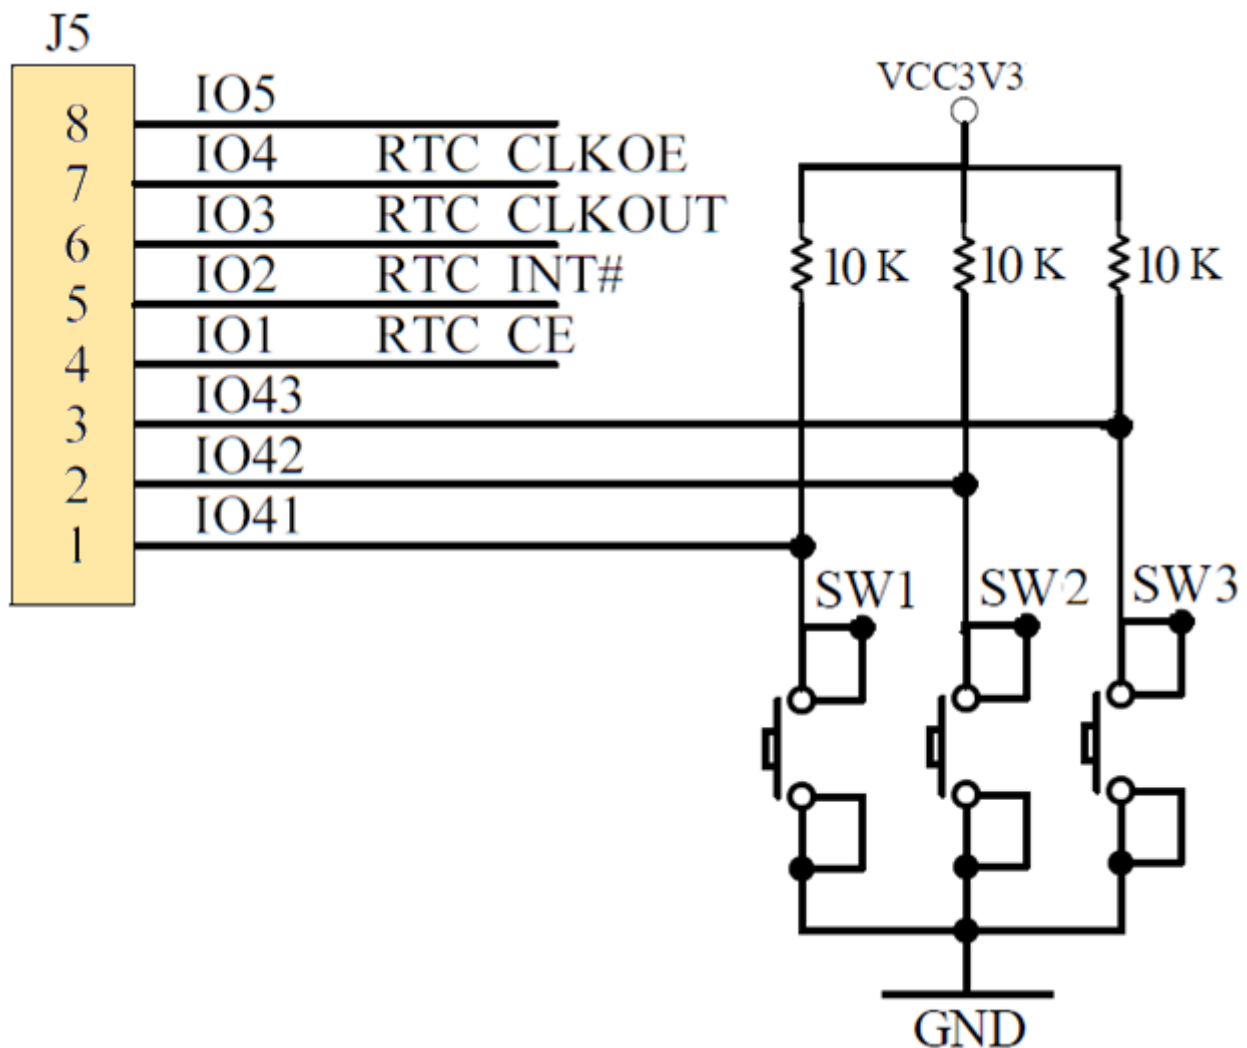 J5
VCC3V3
8 IO5
7 IO4 RTC CLKOE
6 IO3 RTC CLKOUT
5 IO2 RTC INT#
10 K 10 K 10 K
4 IO1 RTC CE
3 IO43
2 IO42
1 IO41
SW1 SW2 SW3
GND